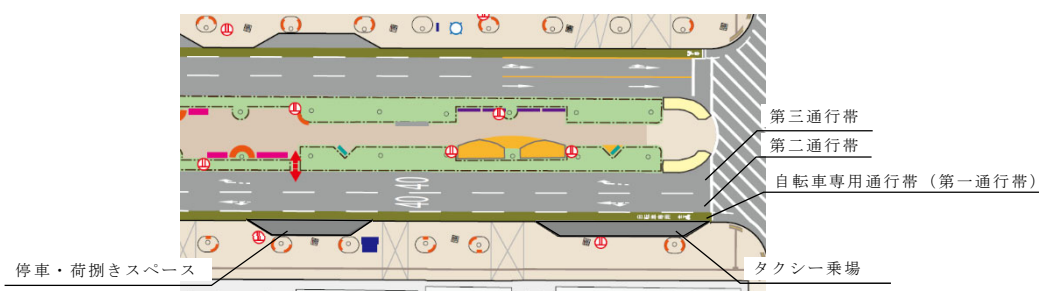 第三通行帯
第二通行帯
自転車専用通行帯（第一通行帯）
40 40
停車・荷捌きスペース
タクシー乗場